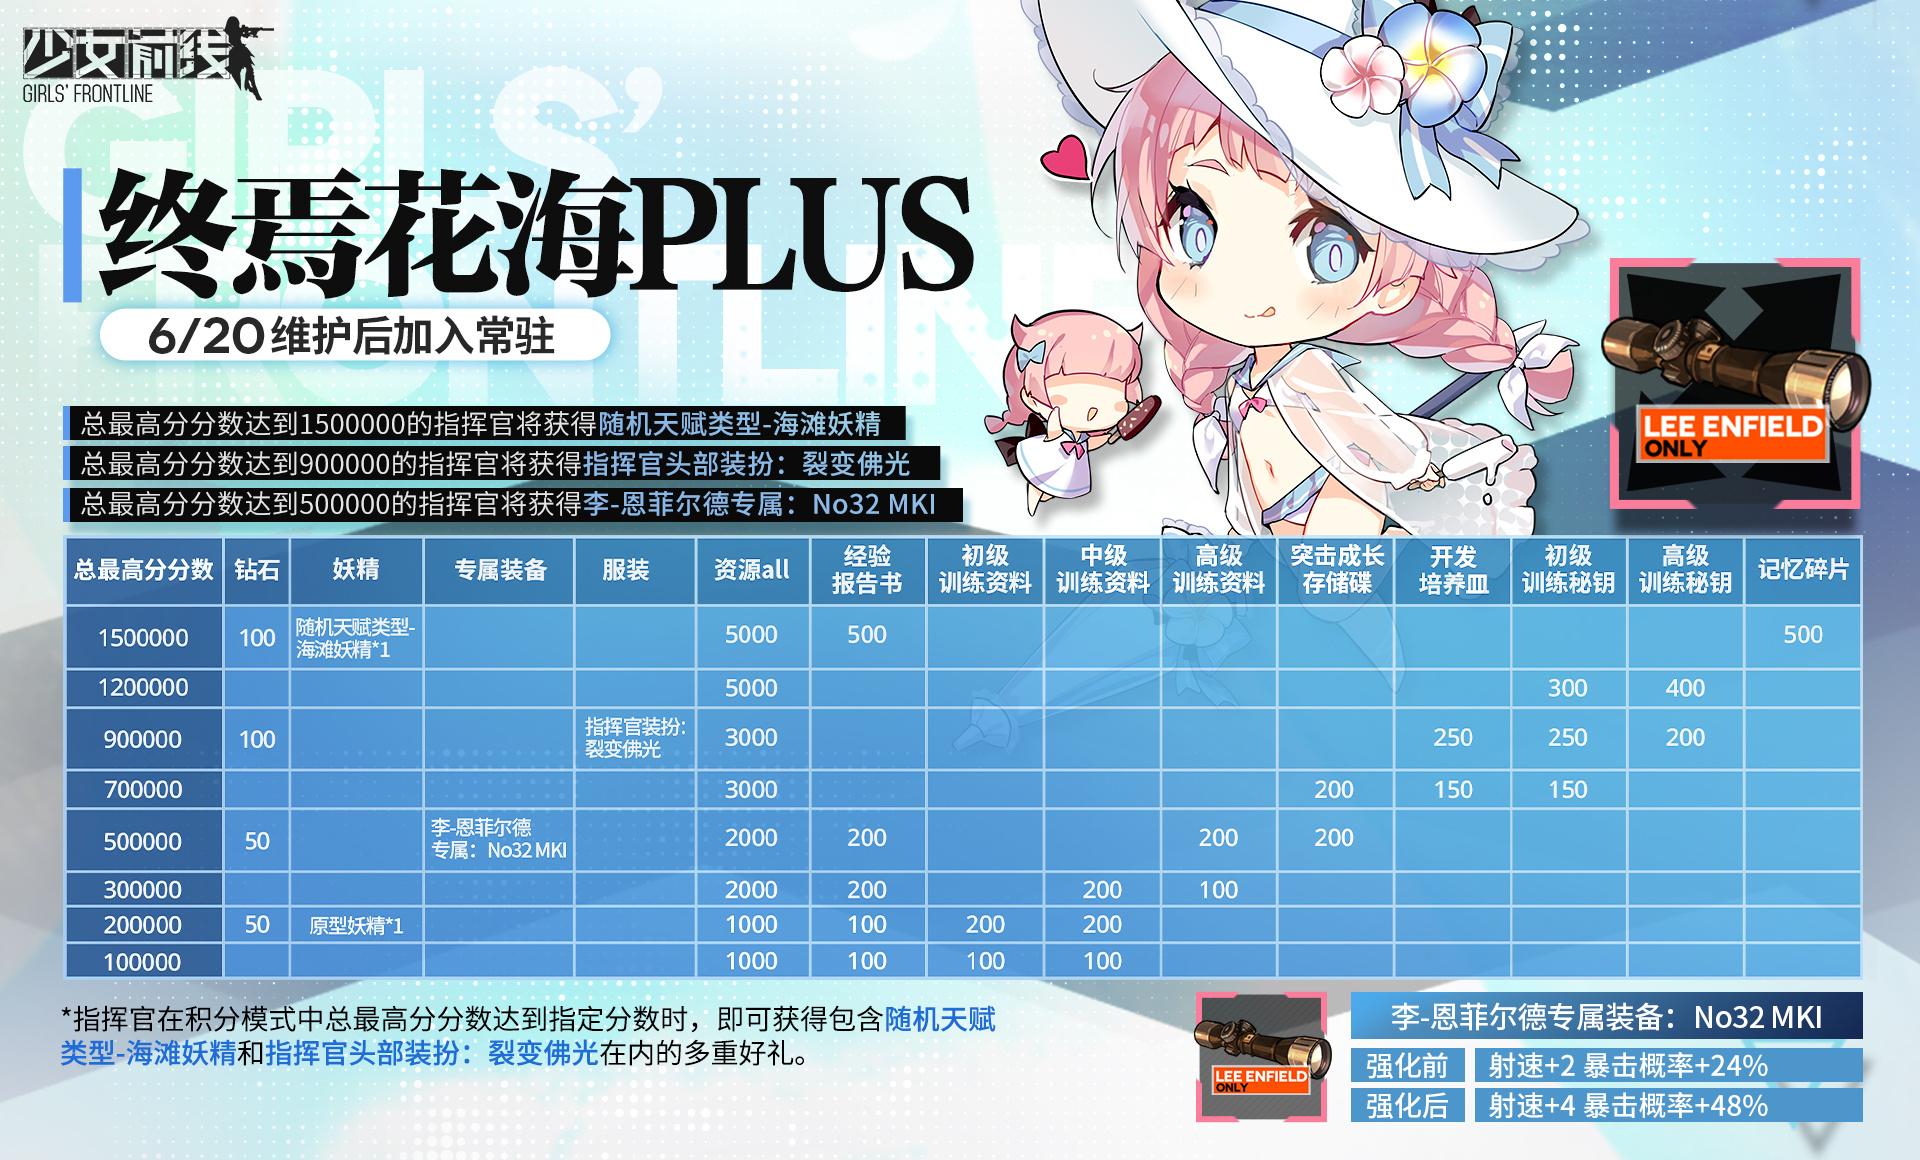 少女前线
GIRLS' FRONTLINE
GIRLS'
FRONTLINE
终焉花海PLUS
6/20维护后加入常驻
总最高分分数达到1500000的指挥官将获得随机天赋类型-海滩妖精
总最高分分数达到900000的指挥官将获得指挥官头部装扮：裂变佛光
总最高分分数达到500000的指挥官将获得李-恩菲尔德专属：No32 MKI
LEE ENFIELD
ONLY
总最高分分数 钻石 妖精 专属装备 服装 资源all 经验报告书 初级训练资料 中级训练资料 高级训练资料 突击成长存储碟 开发培养皿 初级训练秘钥 高级训练秘钥 记忆碎片
1500000 100 随机天赋类型-海滩妖精*1 5000 500 500
1200000 5000 300 400
900000 100 指挥官装扮：裂变佛光 3000 250 250 200
700000 3000 200 150 150
500000 50 李-恩菲尔德专属：No32 MKI 2000 200 200 200
300000 2000 200 200 100
200000 50 原型妖精*1 1000 100 200 200
100000 1000 100 100 100
*指挥官在积分模式中总最高分分数达到指定分数时，即可获得包含随机天赋
类型-海滩妖精和指挥官头部装扮：裂变佛光在内的多重好礼。
LEE ENFIELD
ONLY
李-恩菲尔德专属装备：No32 MKI
强化前 射速+2 暴击概率+24%
强化后 射速+4 暴击概率+48%